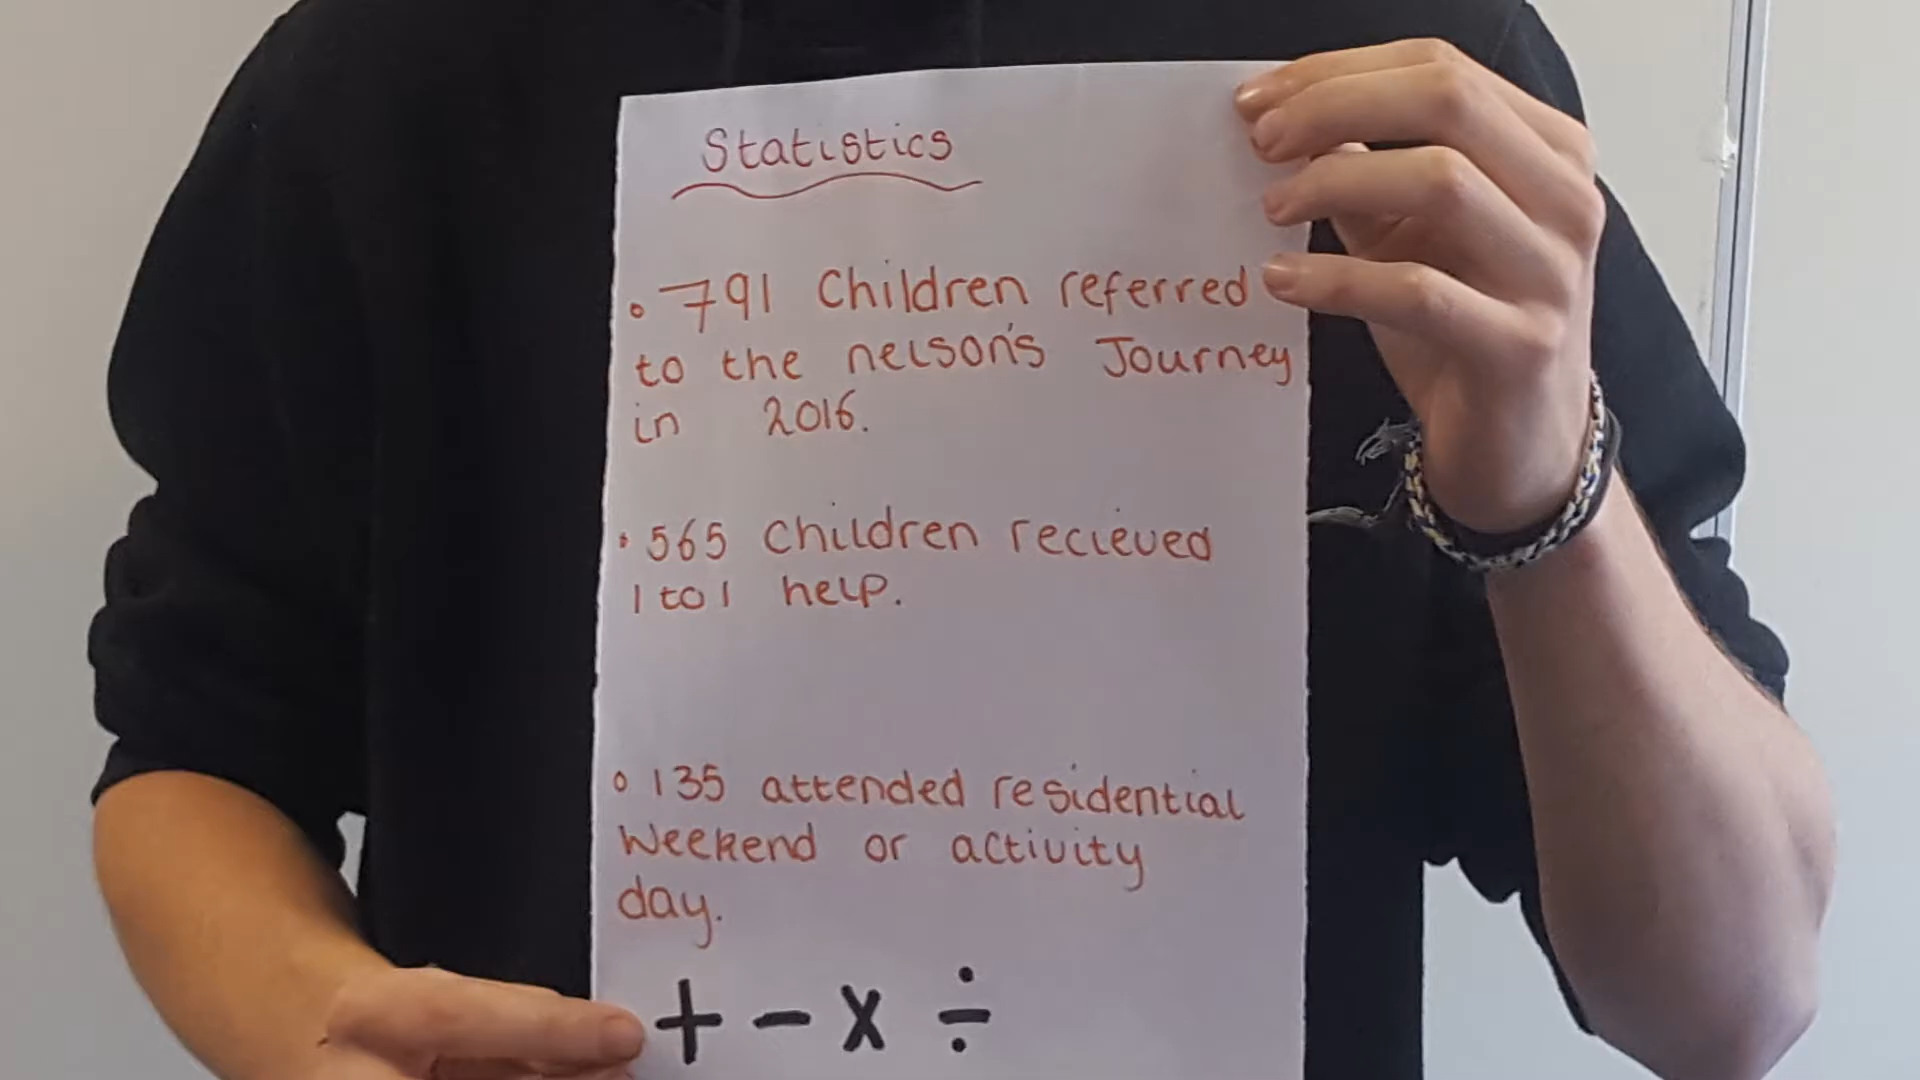 Statistics
• 791 Children referred
to the nelson's Journey
in 2016.
• 565 Children recieved
1 to 1 help.
• 135 attended residential
Weekend or activity
day.
+ - x ÷